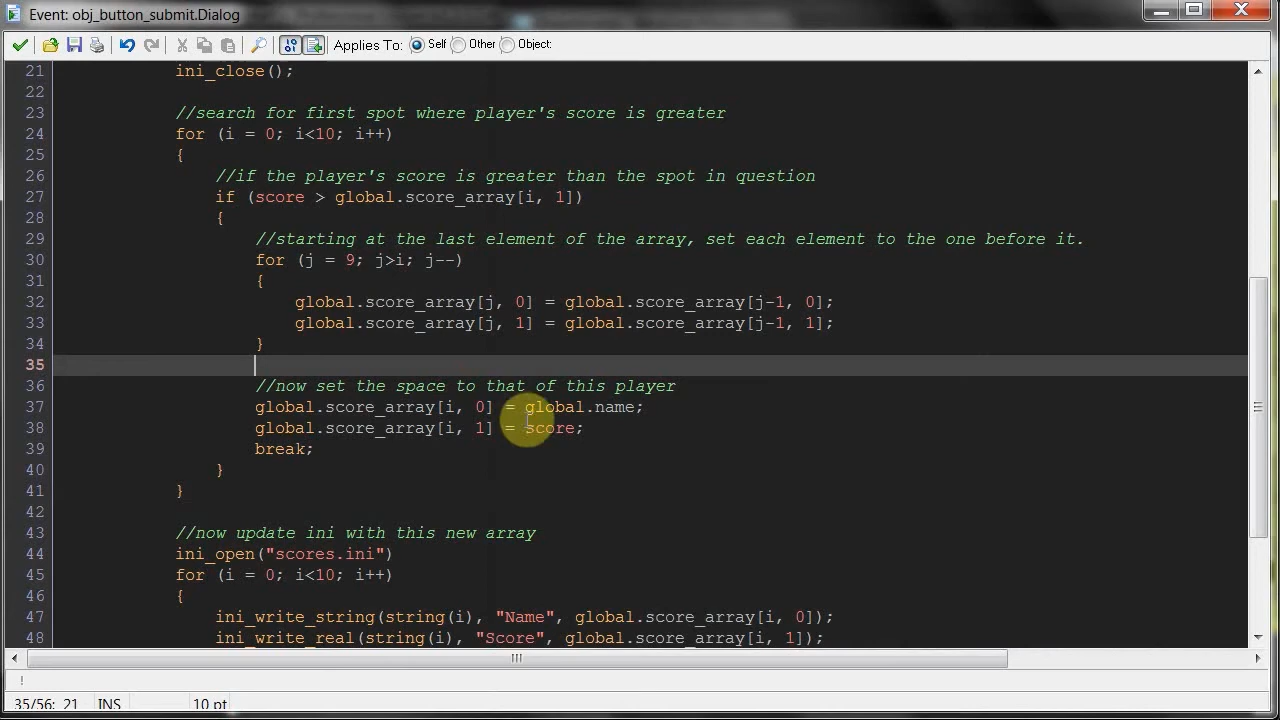 Event: obj_button_submit.Dialog
Applies To: Self Other Object:
21 ini_close();
22
23 //search for first spot where player's score is greater
24 for (i = 0; i<10; i++)
25 {
26 //if the player's score is greater than the spot in question
27 if (score > global.score_array[i, 1])
28 {
29 //starting at the last element of the array, set each element to the one before it.
30 for (j = 9; j>i; j--)
31 {
32 global.score_array[j, 0] = global.score_array[j-1, 0];
33 global.score_array[j, 1] = global.score_array[j-1, 1];
34 }
35
36 //now set the space to that of this player
37 global.score_array[i, 0] = global.name;
38 global.score_array[i, 1] = score;
39 break;
40 }
41 }
42
43 //now update ini with this new array
44 ini_open("scores.ini")
45 for (i = 0; i<10; i++)
46 {
47 ini_write_string(string(i), "Name", global.score_array[i, 0]);
48 ini_write_real(string(i), "Score", global.score_array[i, 1]);
!
35/56: 21 INS 10 pt